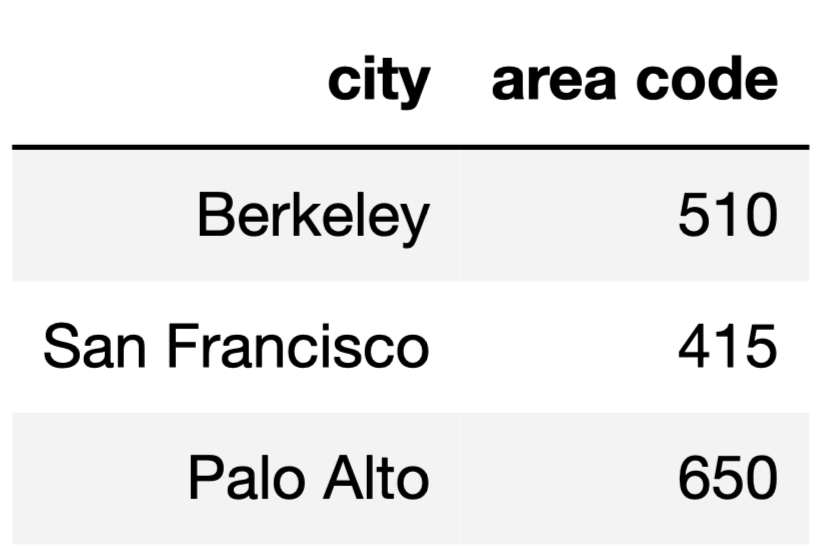 city area code
Berkeley 510
San Francisco 415
Palo Alto 650